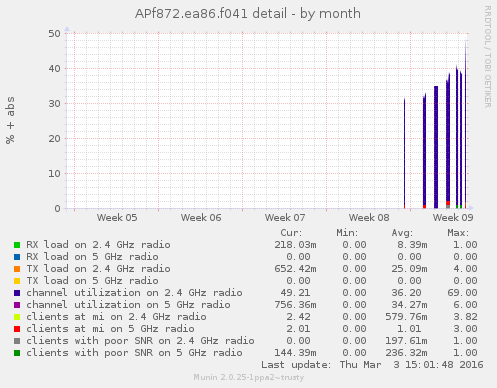 APf872.ea86.f041 detail - by month
RRDTOOL / TOBI OETIKER
% + abs
50
40
30
20
10
0
Week 05 Week 06 Week 07 Week 08 Week 09
Cur: Min: Avg: Max:
RX load on 2.4 GHz radio 218.03m 0.00 8.39m 1.00
RX load on 5 GHz radio 0.00 0.00 0.00 0.00
TX load on 2.4 GHz radio 652.42m 0.00 25.09m 4.00
TX load on 5 GHz radio 0.00 0.00 0.00 0.00
channel utilization on 2.4 GHz radio 49.21 0.00 36.20 69.00
channel utilization on 5 GHz radio 756.36m 0.00 34.27m 6.00
clients at mi on 2.4 GHz radio 2.42 0.00 579.76m 3.82
clients at mi on 5 GHz radio 2.01 0.00 1.01 3.00
clients with poor SNR on 2.4 GHz radio 0.00 0.00 197.61m 1.00
clients with poor SNR on 5 GHz radio 144.39m 0.00 236.32m 1.00
Last update: Thu Mar 3 15:01:48 2016
Munin 2.0.25-1ppa2~trusty